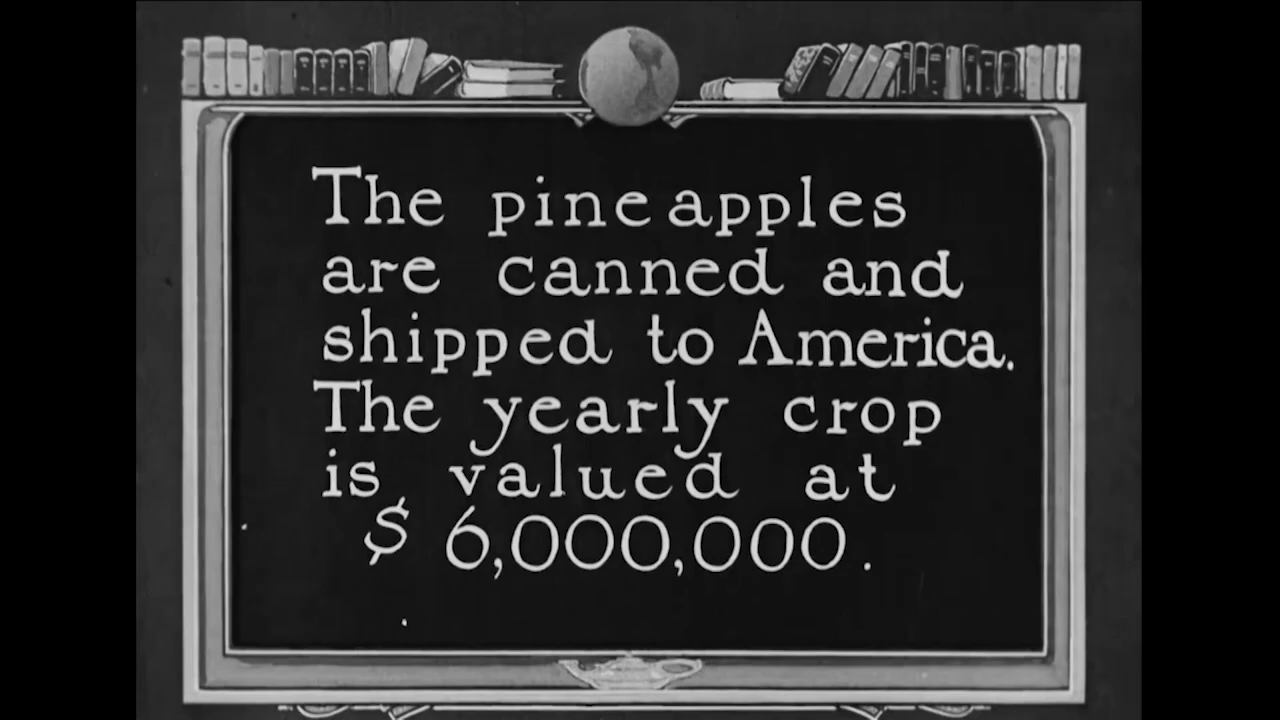 The pineapples
are canned and
shipped to America.
The yearly crop
is valued at
$ 6,000,000.